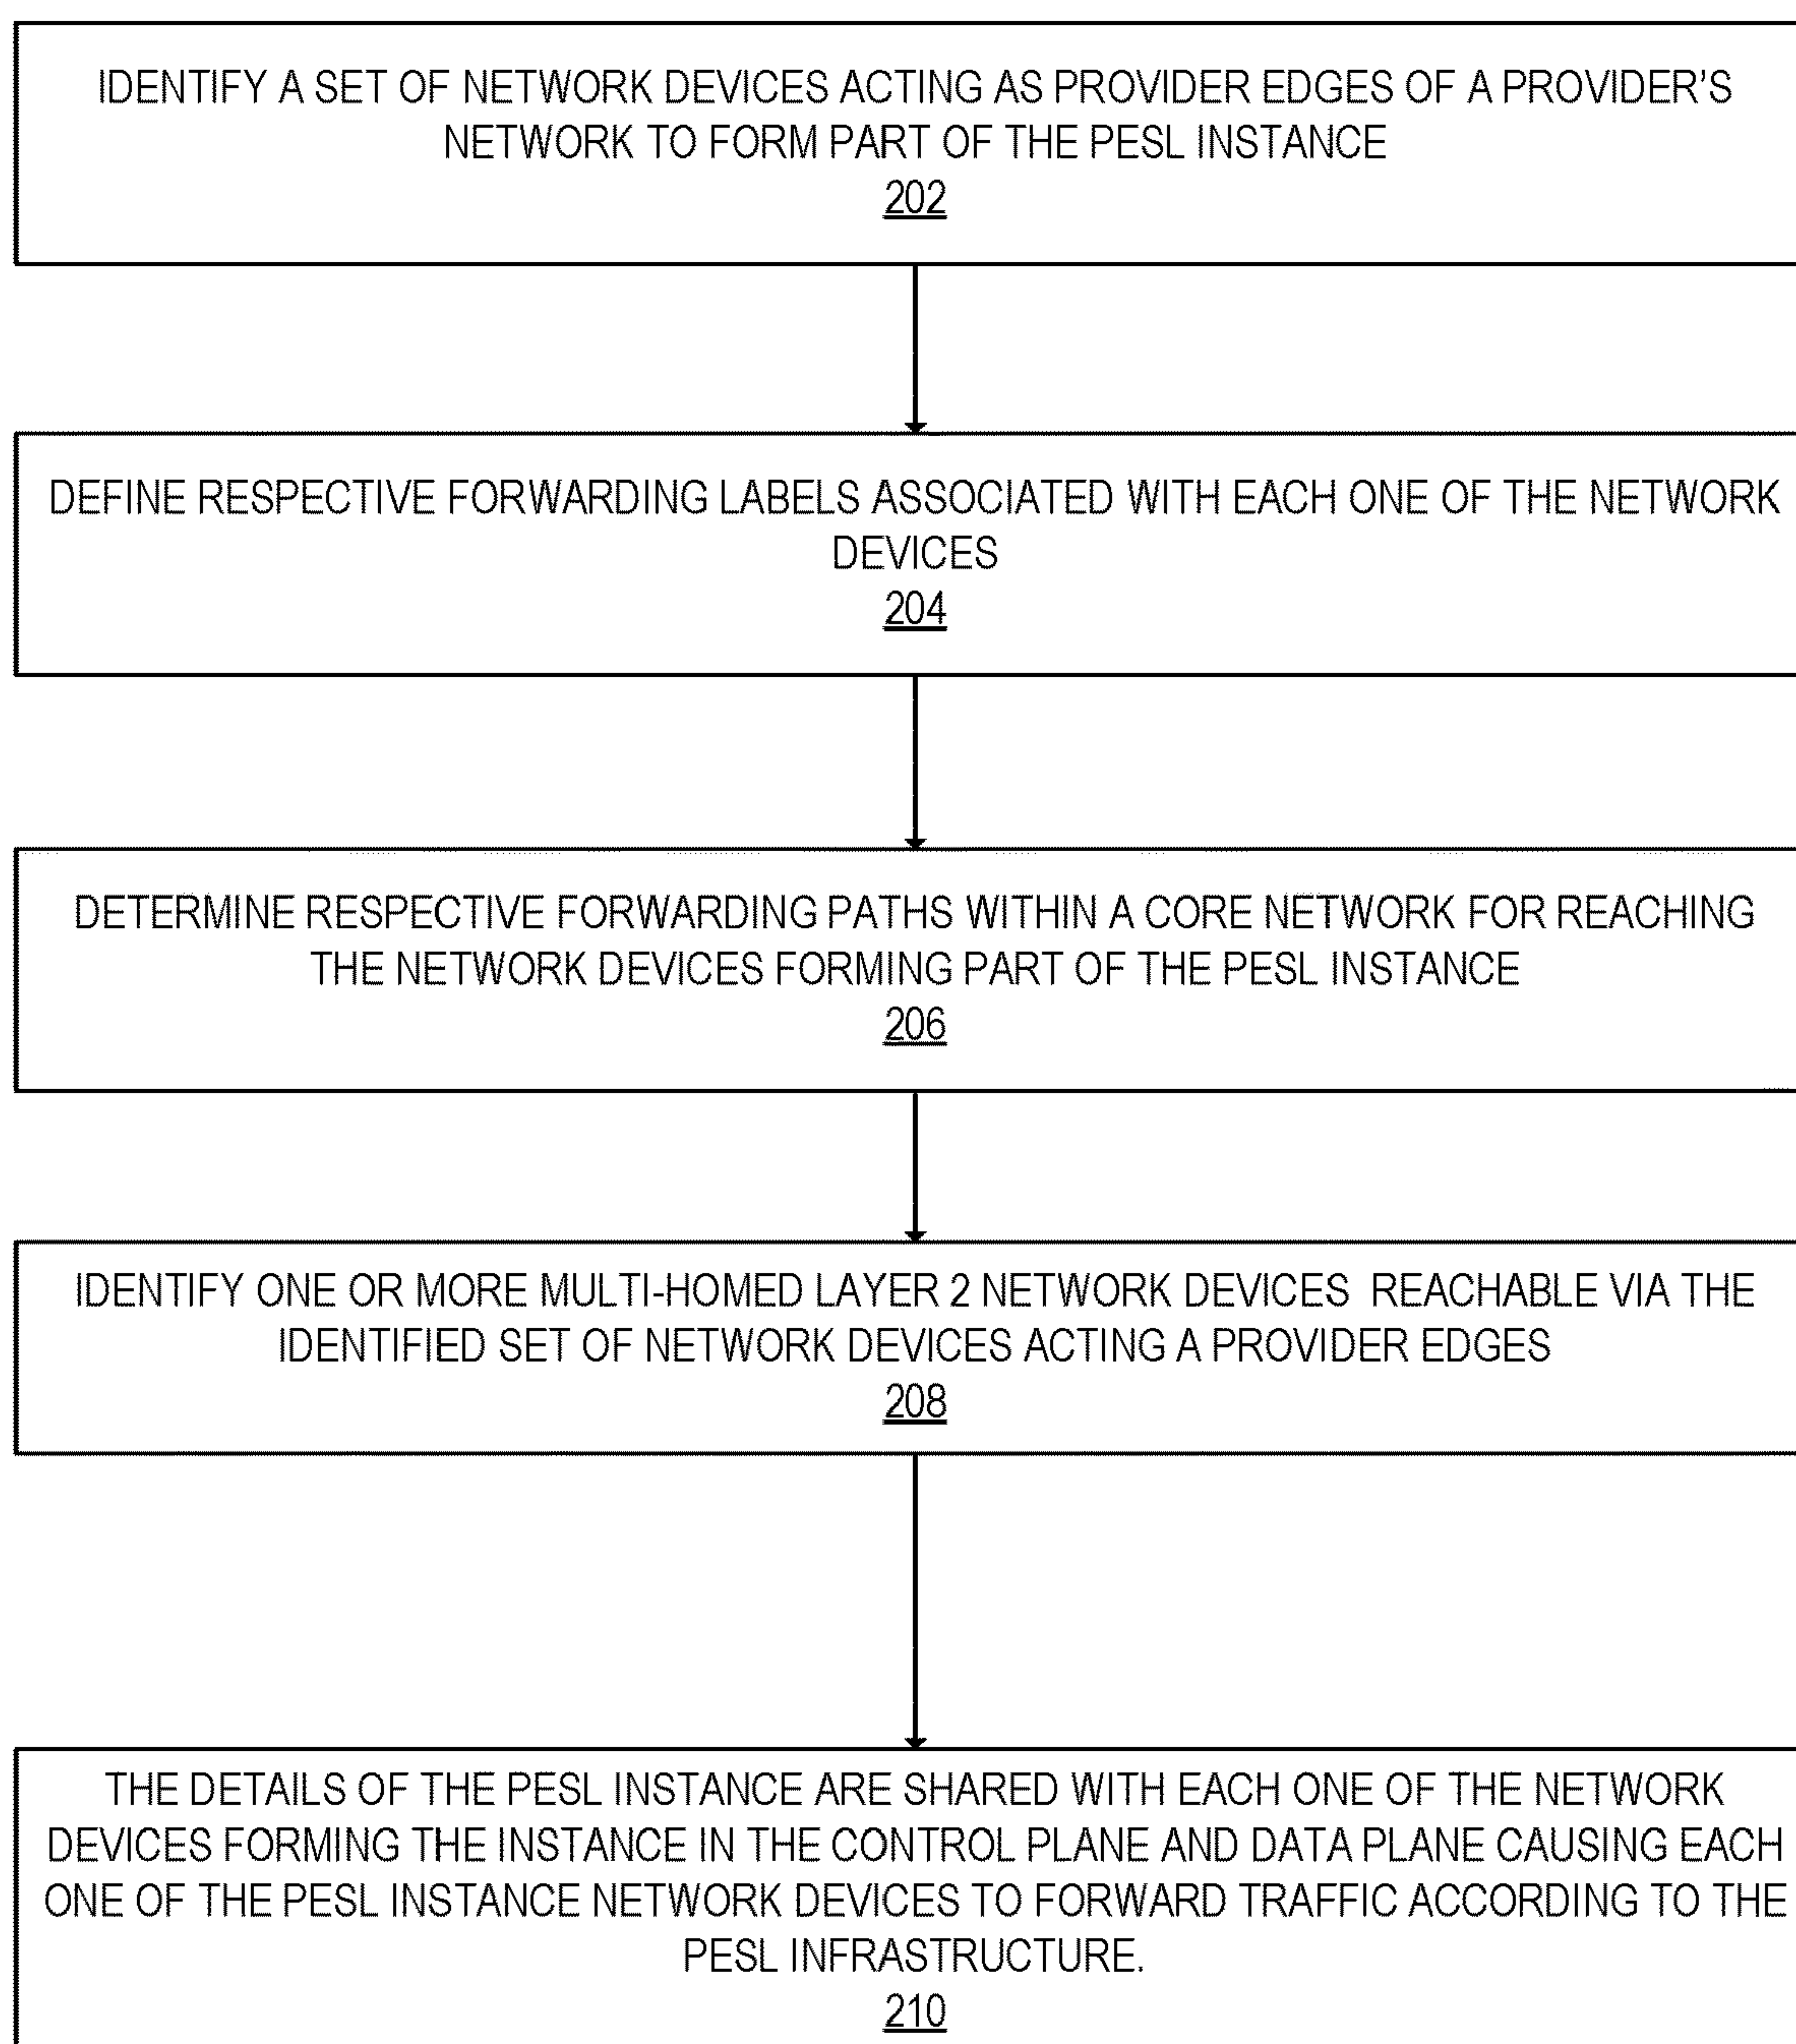 IDENTIFY A SET OF NETWORK DEVICES ACTING AS PROVIDER EDGES OF A PROVIDER'S
NETWORK TO FORM PART OF THE PESL INSTANCE
202
DEFINE RESPECTIVE FORWARDING LABELS ASSOCIATED WITH EACH ONE OF THE NETWORK
DEVICES
204
DETERMINE RESPECTIVE FORWARDING PATHS WITHIN A CORE NETWORK FOR REACHING
THE NETWORK DEVICES FORMING PART OF THE PESL INSTANCE
206
IDENTIFY ONE OR MORE MULTI-HOMED LAYER 2 NETWORK DEVICES REACHABLE VIA THE
IDENTIFIED SET OF NETWORK DEVICES ACTING A PROVIDER EDGES
208
THE DETAILS OF THE PESL INSTANCE ARE SHARED WITH EACH ONE OF THE NETWORK
DEVICES FORMING THE INSTANCE IN THE CONTROL PLANE AND DATA PLANE CAUSING EACH
ONE OF THE PESL INSTANCE NETWORK DEVICES TO FORWARD TRAFFIC ACCORDING TO THE
PESL INFRASTRUCTURE.
210